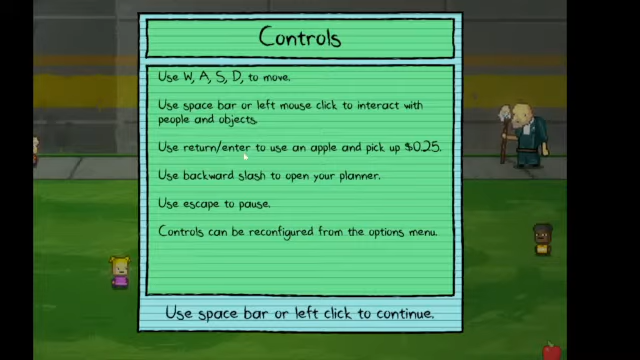 Controls
Use W, A, S, D, to move.
Use space bar or left mouse click to interact with
people and objects.
Use return/enter to use an apple and pick up $0.25.
Use backward slash to open your planner.
Use escape to pause.
Controls can be reconfigured from the options menu.
Use space bar or left click to continue.